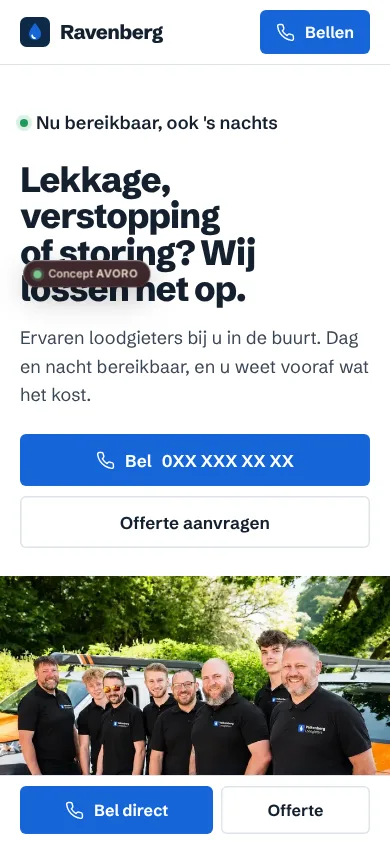 Ravenberg
Bellen
Nu bereikbaar, ook 's nachts
Lekkage,
verstopping
of storing? Wij
Concept AVORO
lossen het op.
Ervaren loodgieters bij u in de buurt. Dag
en nacht bereikbaar, en u weet vooraf wat
het kost.
Bel 0XX XXX XX XX
Offerte aanvragen
Bel direct
Offerte